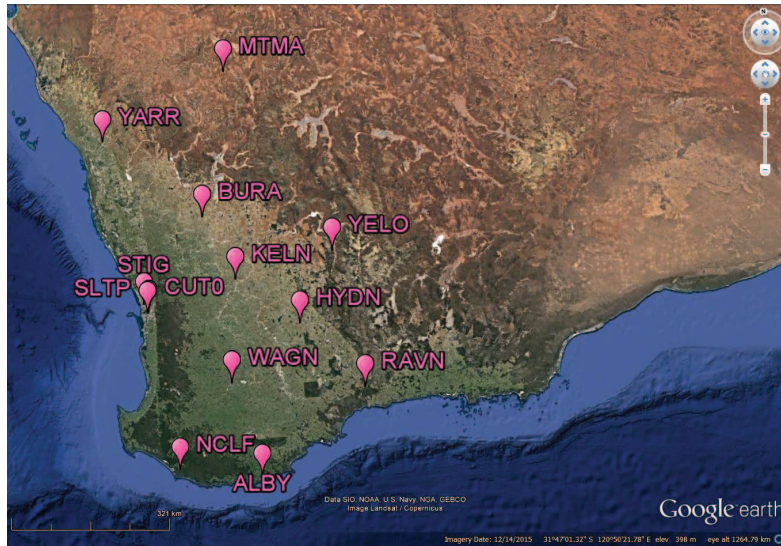 MTMA
YARR
BURA
YELO
KELN
STIG
SLTP
CUT0
HYDN
WAGN
RAVN
NCLF
ALBY
N
Data SIO, NOAA, U.S. Navy, NGA, GEBCO
Image Landsat / Copernicus
321 km
Google earth
Imagery Date: 12/14/2015 31°47'01.32" S 120°50'21.78" E elev 398 m eye alt 1264.79 km